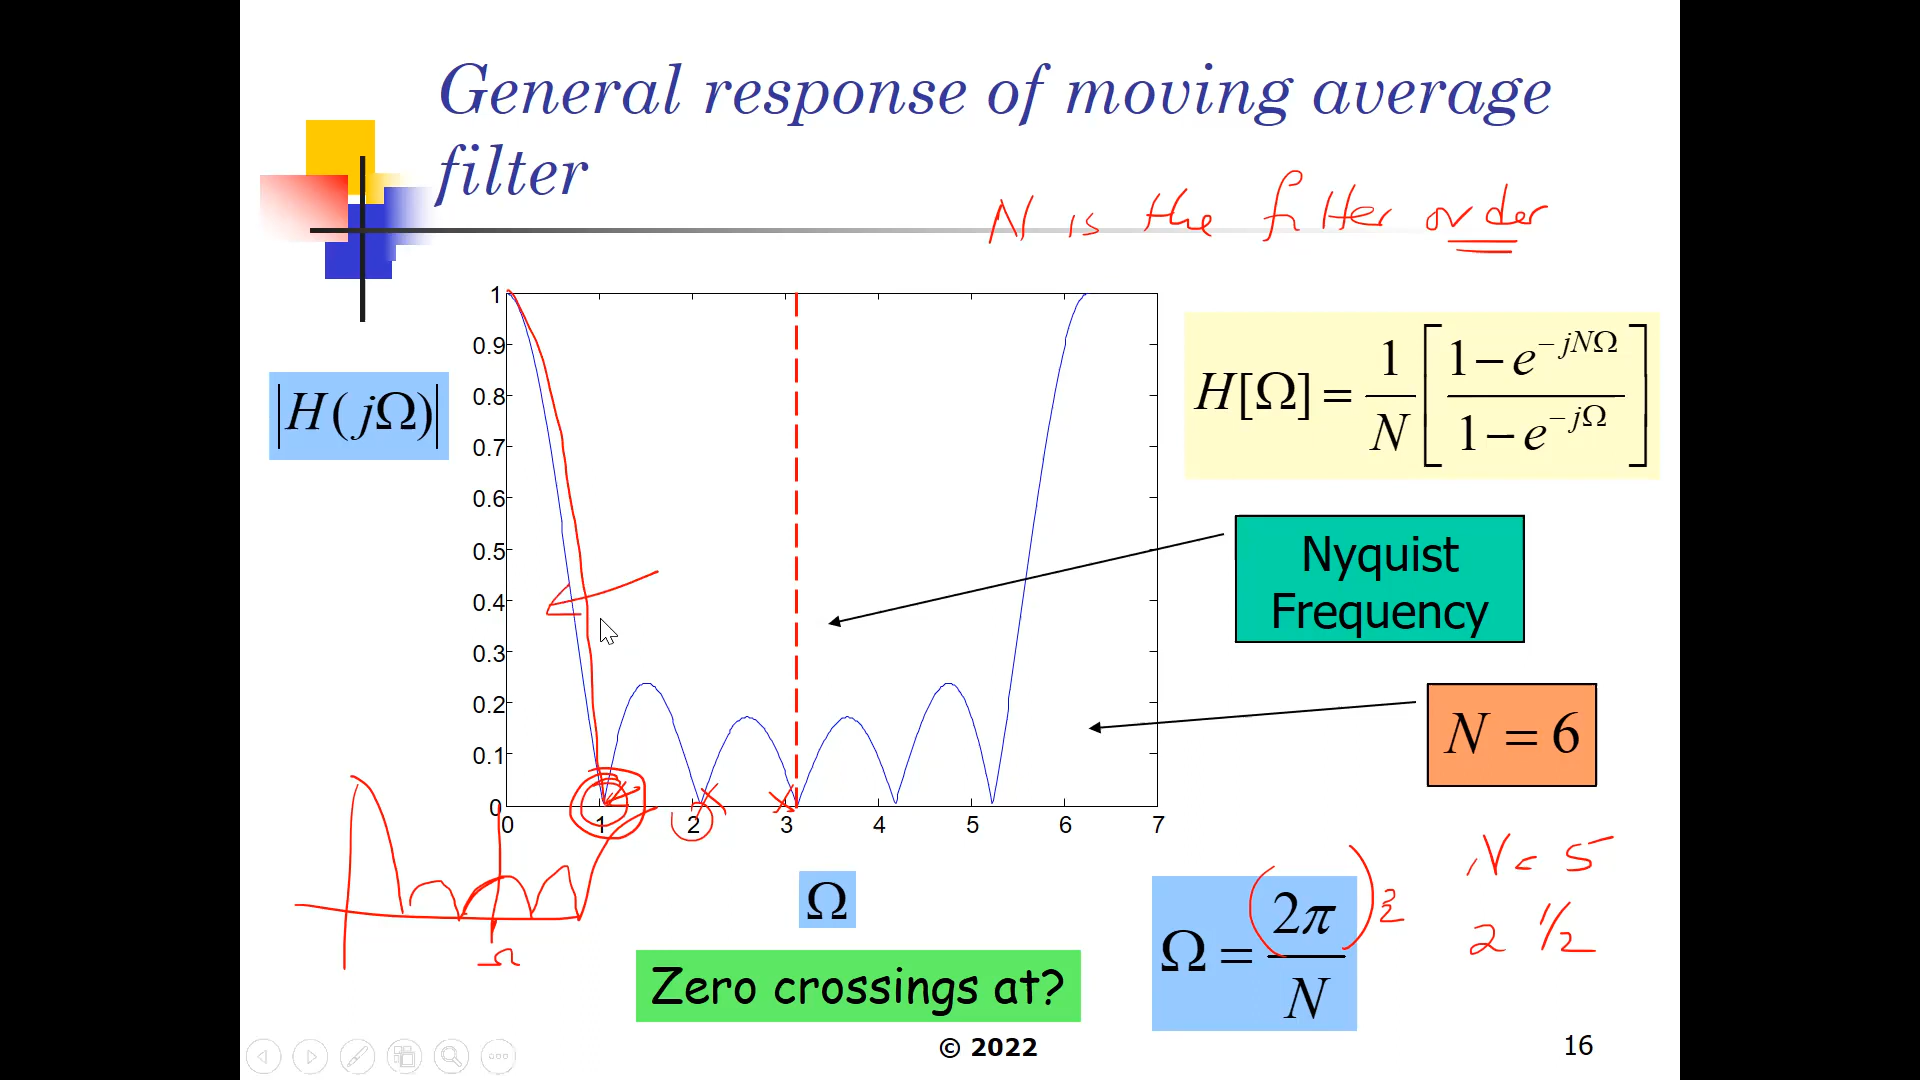 General response of moving average
filter
N is the filter order
|H(jΩ)|
1
0.9
0.8
0.7
0.6
0.5
0.4
0.3
0.2
0.1
0
0 1 2 3 4 5 6 7
H[Ω] = 1/N [ (1 − e^{−jNΩ}) / (1 − e^{−jΩ}) ]
Nyquist
Frequency
N = 6
N = 5
2 1/2
Ω
Ω
Ω = (2π)/N
Zero crossings at?
© 2022
16